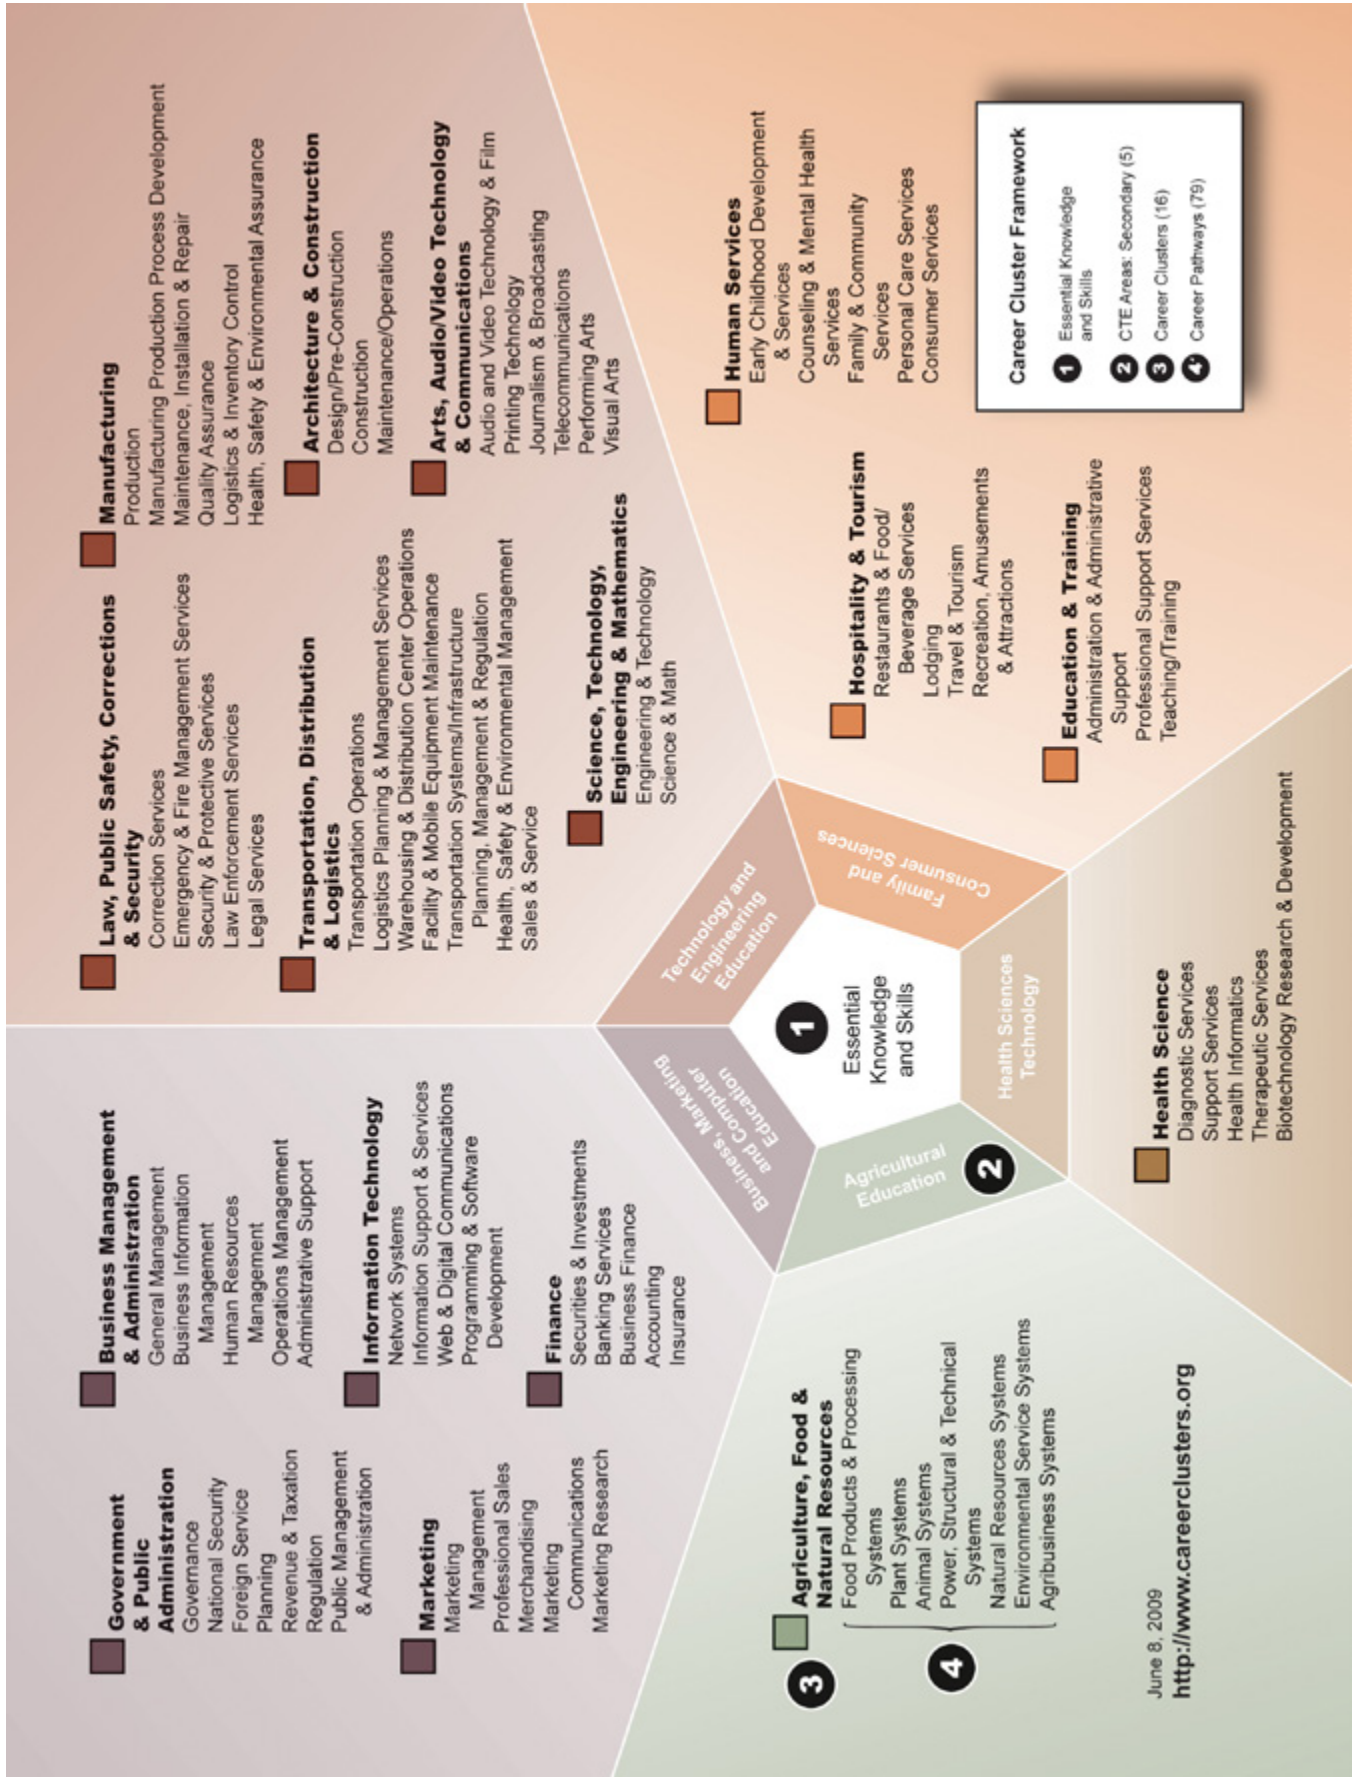 Government
& Public
Administration
Governance
National Security
Foreign Service
Planning
Revenue & Taxation
Regulation
Public Management
& Administration
Business Management
& Administration
General Management
Business Information
Management
Human Resources
Management
Operations Management
Administrative Support
Marketing
Marketing
Management
Professional Sales
Merchandising
Marketing
Communications
Marketing Research
Information Technology
Network Systems
Information Support & Services
Web & Digital Communications
Programming & Software
Development
Finance
Securities & Investments
Banking Services
Business Finance
Accounting
Insurance
Law, Public Safety, Corrections
& Security
Correction Services
Emergency & Fire Management Services
Security & Protective Services
Law Enforcement Services
Legal Services
Manufacturing
Production
Manufacturing Production Process Development
Maintenance, Installation & Repair
Quality Assurance
Logistics & Inventory Control
Health, Safety & Environmental Assurance
Transportation, Distribution
& Logistics
Transportation Operations
Logistics Planning & Management Services
Warehousing & Distribution Center Operations
Facility & Mobile Equipment Maintenance
Transportation Systems/Infrastructure
Planning, Management & Regulation
Health, Safety & Environmental Management
Sales & Service
Architecture & Construction
Design/Pre-Construction
Construction
Maintenance/Operations
Arts, Audio/Video Technology
& Communications
Audio and Video Technology & Film
Printing Technology
Journalism & Broadcasting
Telecommunications
Performing Arts
Visual Arts
Science, Technology,
Engineering & Mathematics
Engineering & Technology
Science & Math
Business, Marketing
and Computer
Education
Technology and
Engineering
Education
1
Essential
Knowledge
and Skills
Agricultural
Education
2
Family and
Consumer Sciences
Health Sciences
Technology
3
Agriculture, Food &
Natural Resources
4
Food Products & Processing
Systems
Plant Systems
Animal Systems
Power, Structural & Technical
Systems
Natural Resources Systems
Environmental Service Systems
Agribusiness Systems
Human Services
Early Childhood Development
& Services
Counseling & Mental Health
Services
Family & Community
Services
Personal Care Services
Consumer Services
Hospitality & Tourism
Restaurants & Food/
Beverage Services
Lodging
Travel & Tourism
Recreation, Amusements
& Attractions
Education & Training
Administration & Administrative
Support
Professional Support Services
Teaching/Training
Health Science
Diagnostic Services
Support Services
Health Informatics
Therapeutic Services
Biotechnology Research & Development
Career Cluster Framework
1 Essential Knowledge
and Skills
2 CTE Areas: Secondary (5)
3 Career Clusters (16)
4 Career Pathways (79)
June 8, 2009
http://www.careerclusters.org